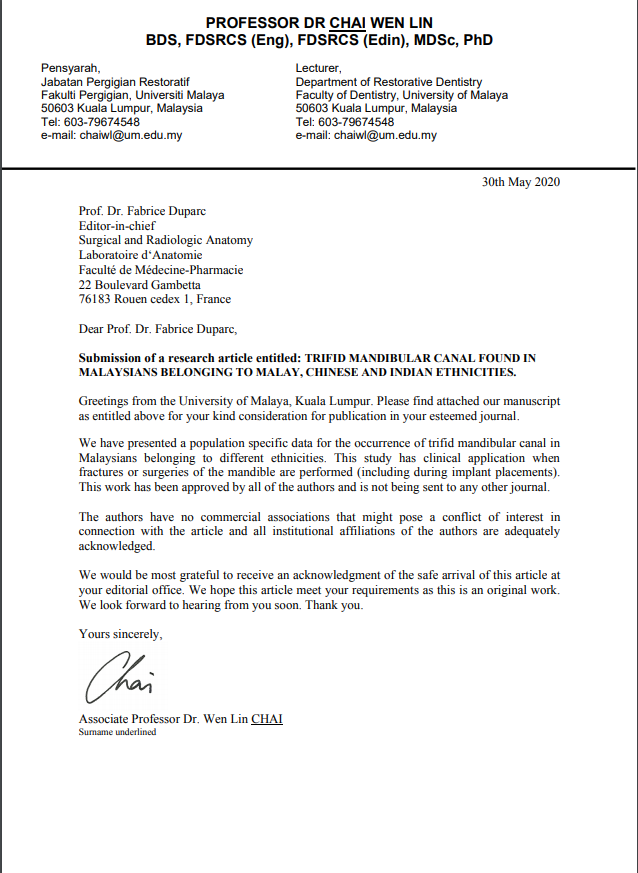 PROFESSOR DR CHAI WEN LIN
BDS, FDSRCS (Eng), FDSRCS (Edin), MDSc, PhD
Pensyarah,
Jabatan Pergigian Restoratif
Fakulti Pergigian, Universiti Malaya
50603 Kuala Lumpur, Malaysia
Tel: 603-79674548
e-mail: chaiwl@um.edu.my
Lecturer,
Department of Restorative Dentistry
Faculty of Dentistry, University of Malaya
50603 Kuala Lumpur, Malaysia
Tel: 603-79674548
e-mail: chaiwl@um.edu.my
30th May 2020
Prof. Dr. Fabrice Duparc
Editor-in-chief
Surgical and Radiologic Anatomy
Laboratoire d‘Anatomie
Faculté de Médecine-Pharmacie
22 Boulevard Gambetta
76183 Rouen cedex 1, France
Dear Prof. Dr. Fabrice Duparc,
Submission of a research article entitled: TRIFID MANDIBULAR CANAL FOUND IN
MALAYSIANS BELONGING TO MALAY, CHINESE AND INDIAN ETHNICITIES.
Greetings from the University of Malaya, Kuala Lumpur. Please find attached our manuscript
as entitled above for your kind consideration for publication in your esteemed journal.
We have presented a population specific data for the occurrence of trifid mandibular canal in
Malaysians belonging to different ethnicities. This study has clinical application when
fractures or surgeries of the mandible are performed (including during implant placements).
This work has been approved by all of the authors and is not being sent to any other journal.
The authors have no commercial associations that might pose a conflict of interest in
connection with the article and all institutional affiliations of the authors are adequately
acknowledged.
We would be most grateful to receive an acknowledgment of the safe arrival of this article at
your editorial office. We hope this article meet your requirements as this is an original work.
We look forward to hearing from you soon. Thank you.
Yours sincerely,
Chai
Associate Professor Dr. Wen Lin CHAI
Surname underlined